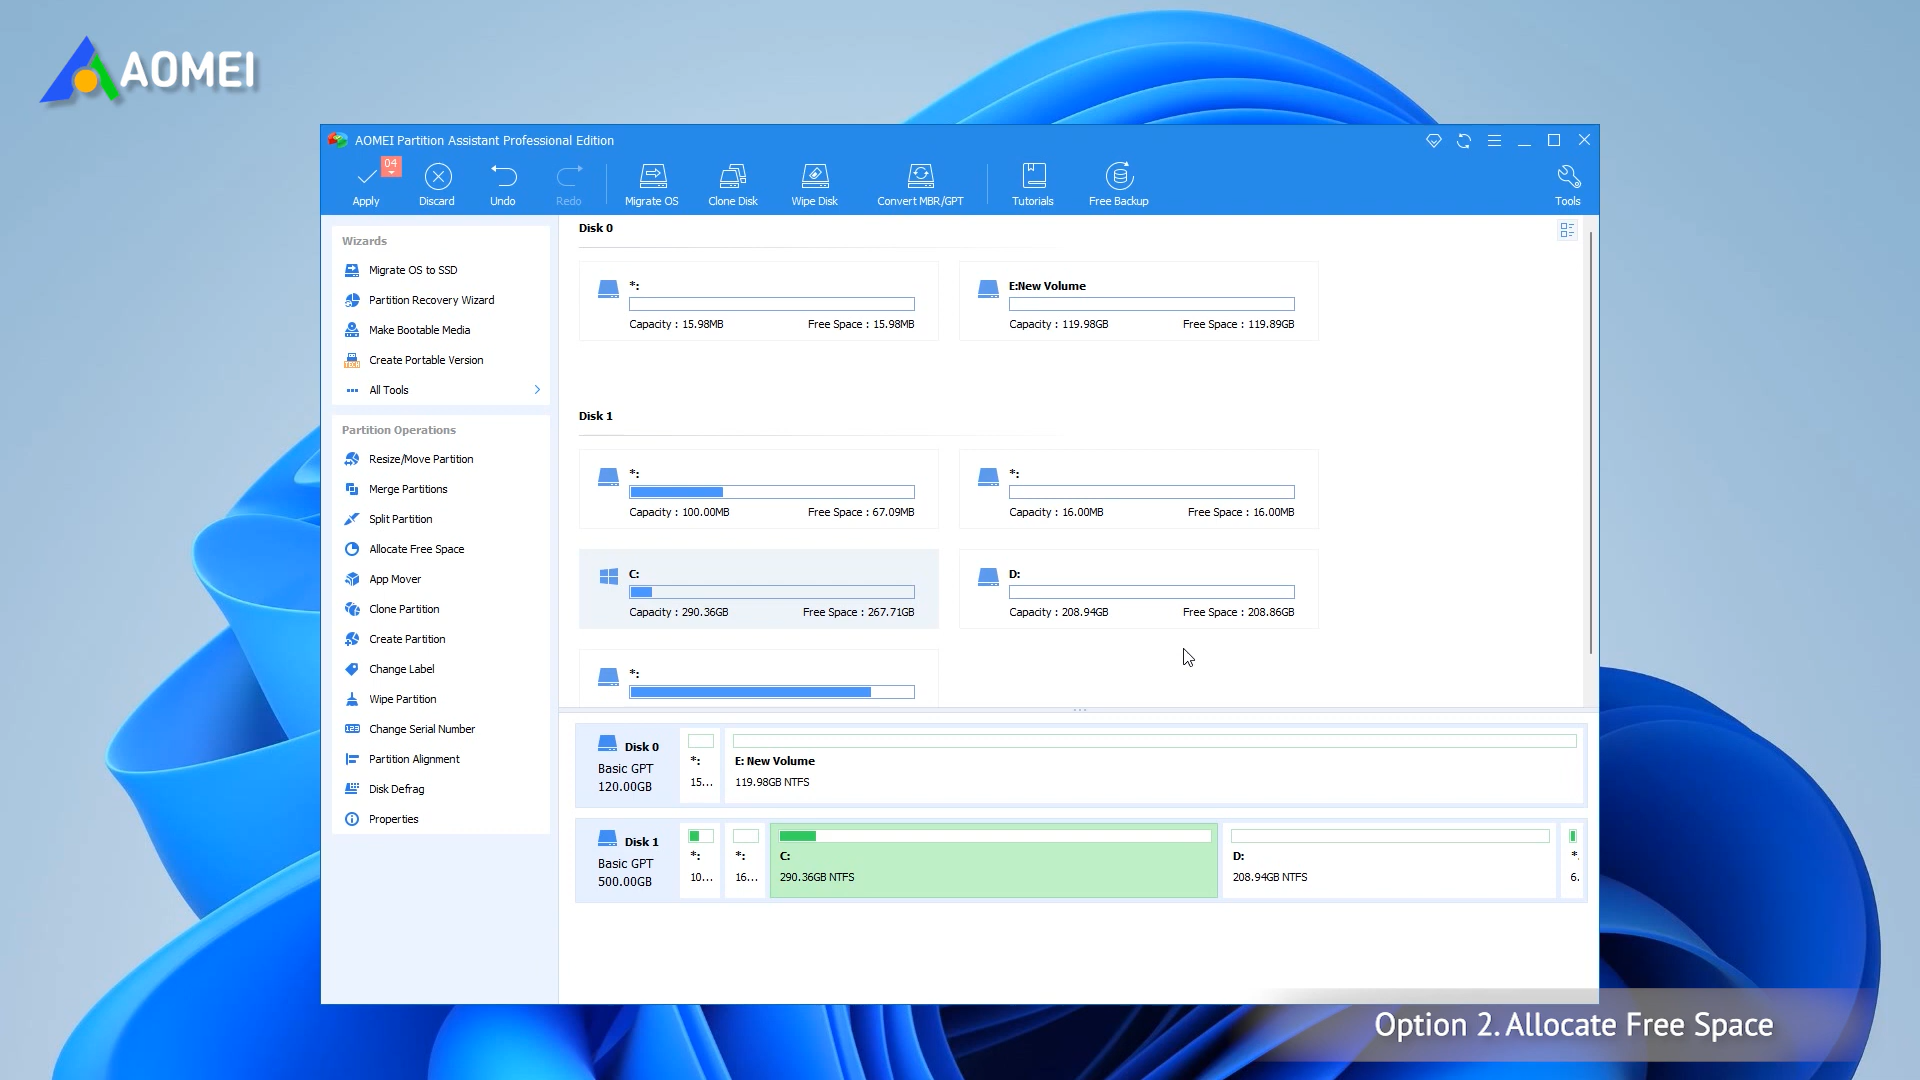 AOMEI
AOMEI Partition Assistant Professional Edition
04
Apply
Discard
Undo
Redo
Migrate OS
Clone Disk
Wipe Disk
Convert MBR/GPT
Tutorials
Free Backup
Tools
Wizards
Migrate OS to SSD
Partition Recovery Wizard
Make Bootable Media
TECH
Create Portable Version
All Tools
Partition Operations
Resize/Move Partition
Merge Partitions
Split Partition
Allocate Free Space
App Mover
Clone Partition
Create Partition
Change Label
Wipe Partition
123
Change Serial Number
Partition Alignment
Disk Defrag
Properties
Disk 0
*:
Capacity : 15.98MB Free Space : 15.98MB
E:New Volume
Capacity : 119.98GB Free Space : 119.89GB
Disk 1
*:
Capacity : 100.00MB Free Space : 67.09MB
*:
Capacity : 16.00MB Free Space : 16.00MB
C:
Capacity : 290.36GB Free Space : 267.71GB
D:
Capacity : 208.94GB Free Space : 208.86GB
*:
Disk 0
Basic GPT
120.00GB
*:
15...
E: New Volume
119.98GB NTFS
Disk 1
Basic GPT
500.00GB
*:
10...
*:
16...
C:
290.36GB NTFS
D:
208.94GB NTFS
*.
6.
Option 2. Allocate Free Space